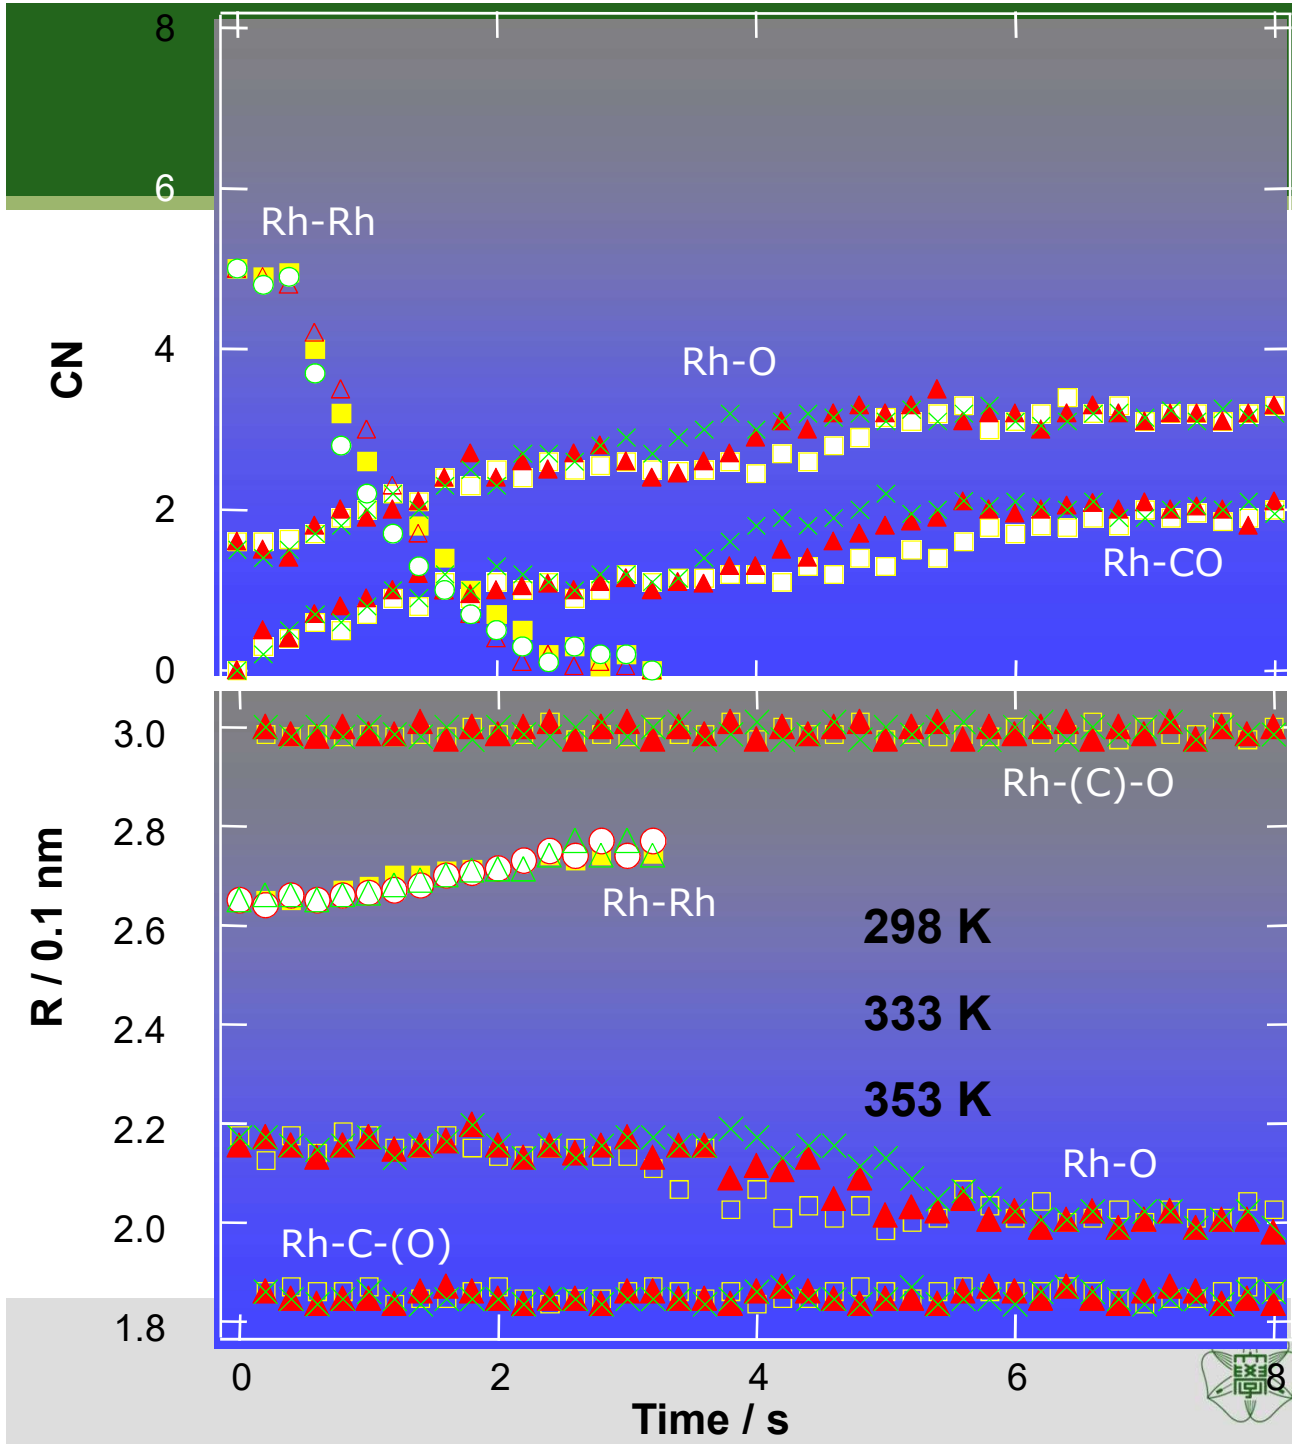 8
6
Rh-Rh
CN
4
Rh-O
2
Rh-CO
0
3.0
Rh-(C)-O
2.8
R / 0.1 nm
Rh-Rh
2.6
298 K
2.4
333 K
353 K
2.2
Rh-O
2.0
Rh-C-(O)
1.8
0 2 4 6 8
Time / s